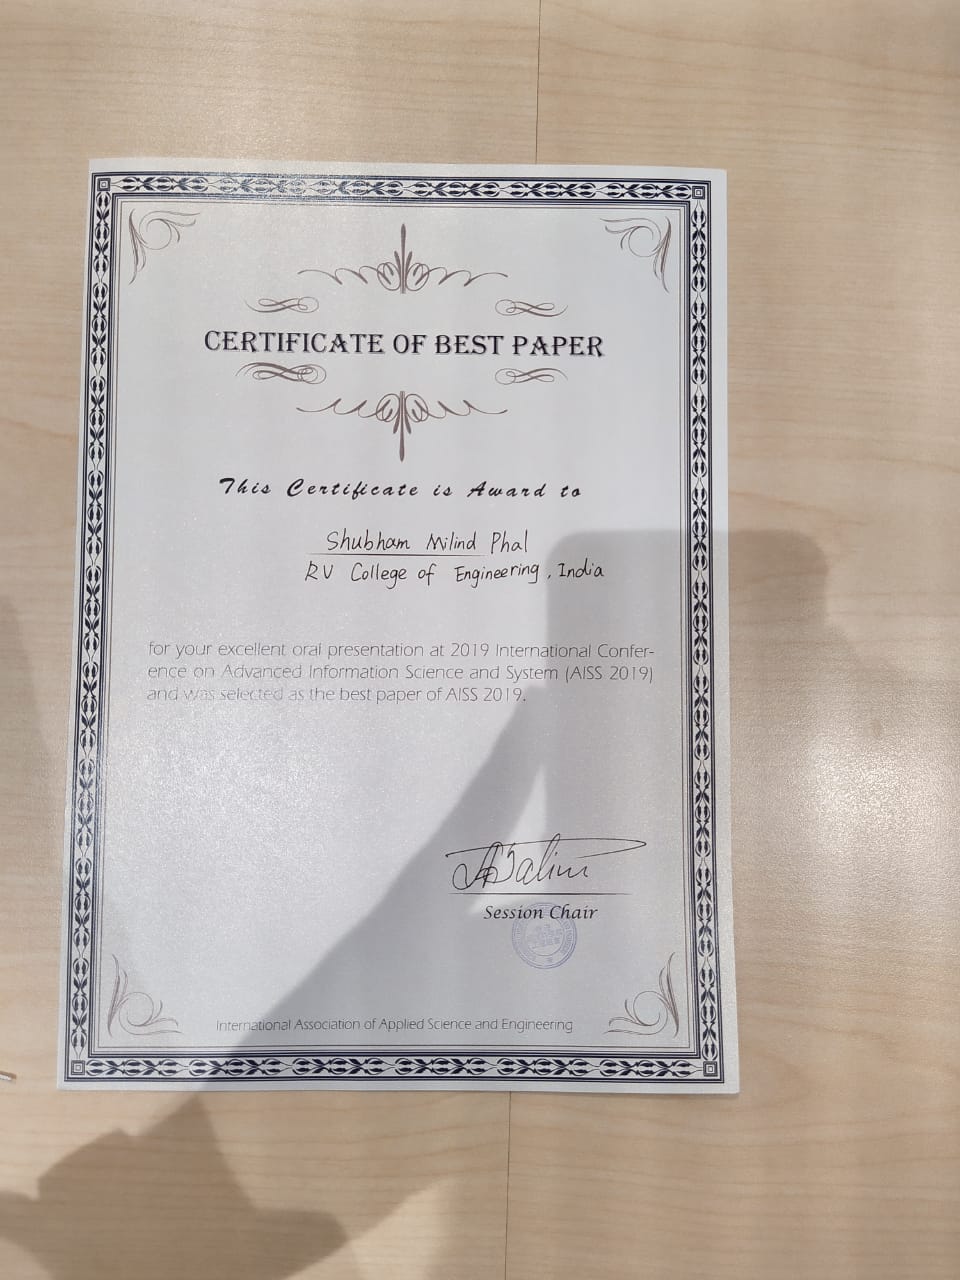 CERTIFICATE OF BEST PAPER
This Certificate is Award to
Shubham Milind Phal
RV College of Engineering, India
for your excellent oral presentation at 2019 International Confer-
ence on Advanced Information Science and System (AISS 2019)
and was selected as the best paper of AISS 2019.
Session Chair
International Association of Applied Science and Engineering